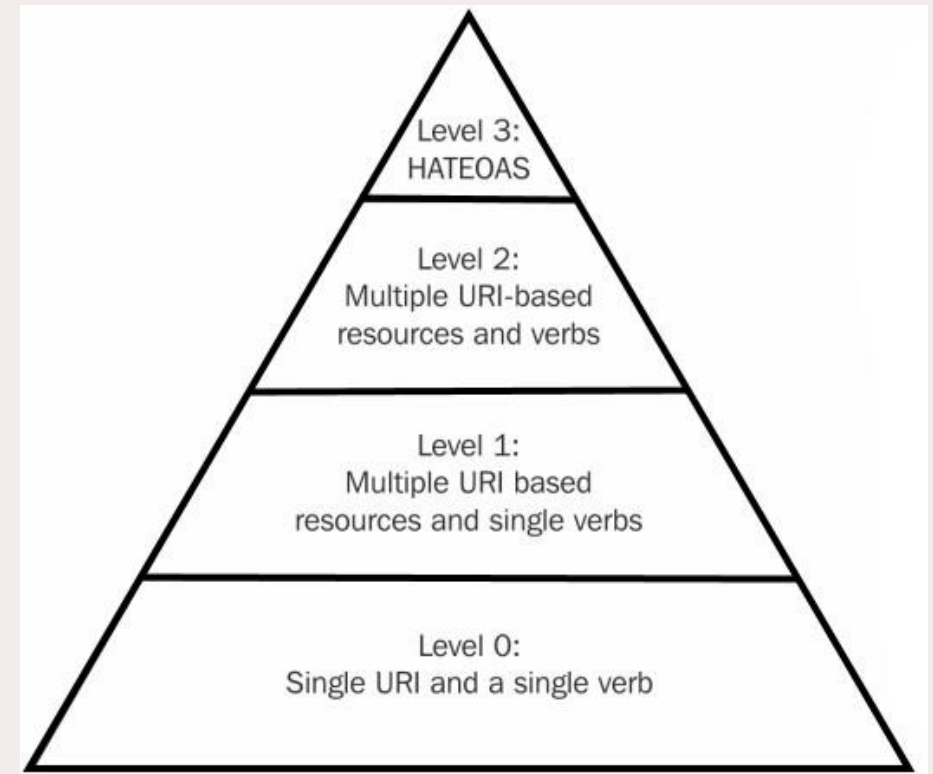 Level 3:
HATEOAS
Level 2:
Multiple URI-based
resources and verbs
Level 1:
Multiple URI based
resources and single verbs
Level 0:
Single URI and a single verb